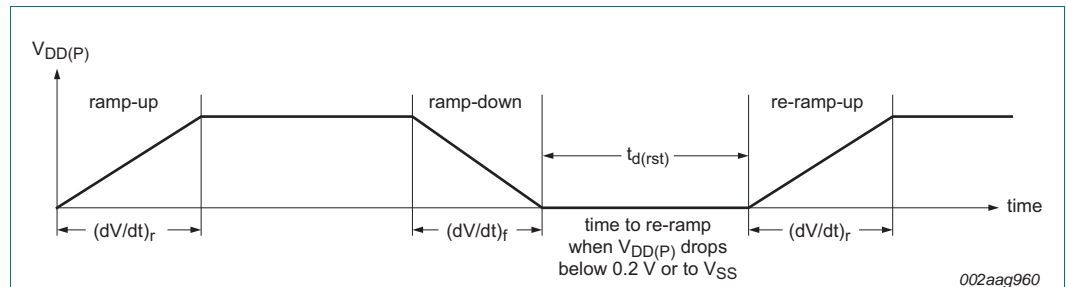 VDD(P)
ramp-up
ramp-down
re-ramp-up
td(rst)
time
(dV/dt)r
(dV/dt)f
time to re-ramp
when VDD(P) drops
below 0.2 V or to VSS
(dV/dt)r
002aag960